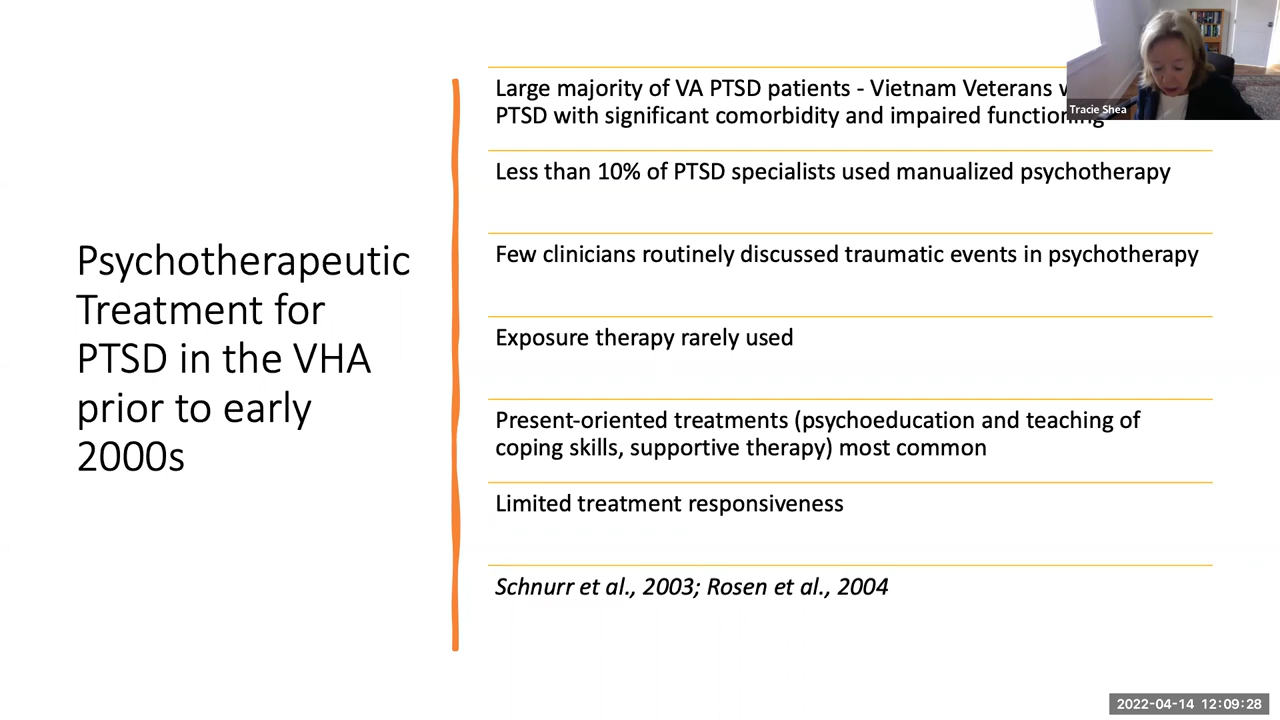 Psychotherapeutic
Treatment for
PTSD in the VHA
prior to early
2000s
Large majority of VA PTSD patients - Vietnam Veterans
PTSD with significant comorbidity and impaired functioning
Less than 10% of PTSD specialists used manualized psychotherapy
Few clinicians routinely discussed traumatic events in psychotherapy
Exposure therapy rarely used
Present-oriented treatments (psychoeducation and teaching of
coping skills, supportive therapy) most common
Limited treatment responsiveness
Schnurr et al., 2003; Rosen et al., 2004
Tracie Shea
2022-04-14 12:09:28